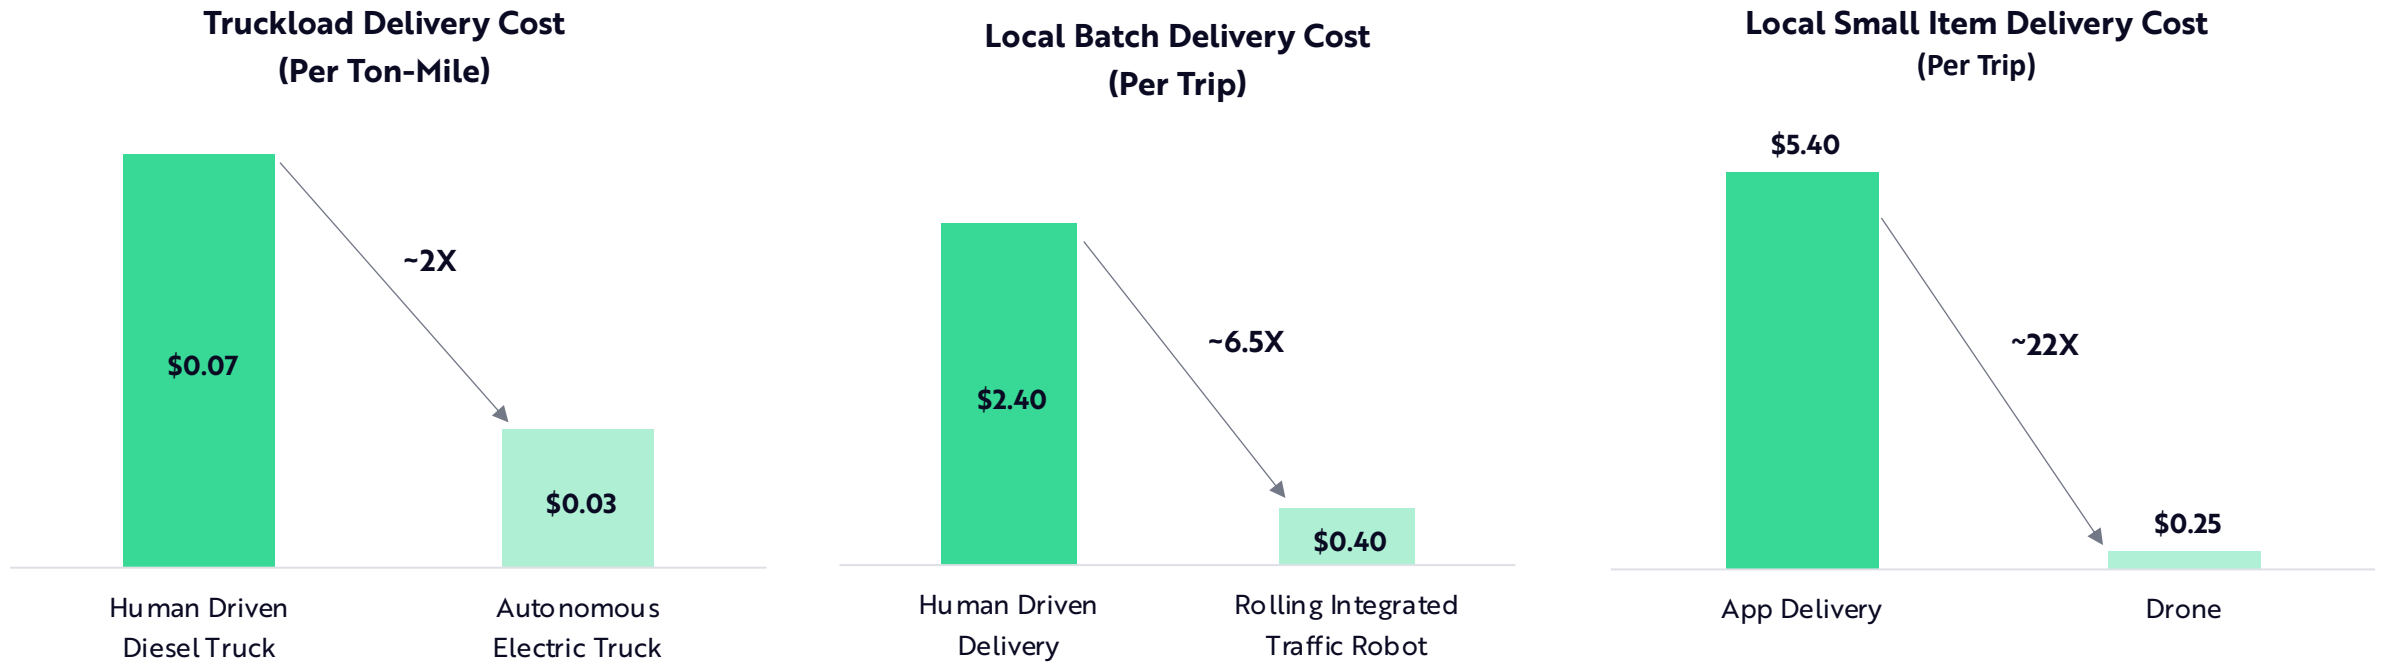 Truckload Delivery Cost
(Per Ton-Mile)
~2X
$0.07
$0.03
Human Driven
Diesel Truck
Autonomous
Electric Truck
Local Batch Delivery Cost
(Per Trip)
~6.5X
$2.40
$0.40
Human Driven
Delivery
Rolling Integrated
Traffic Robot
Local Small Item Delivery Cost
(Per Trip)
$5.40
~22X
$0.25
App Delivery
Drone